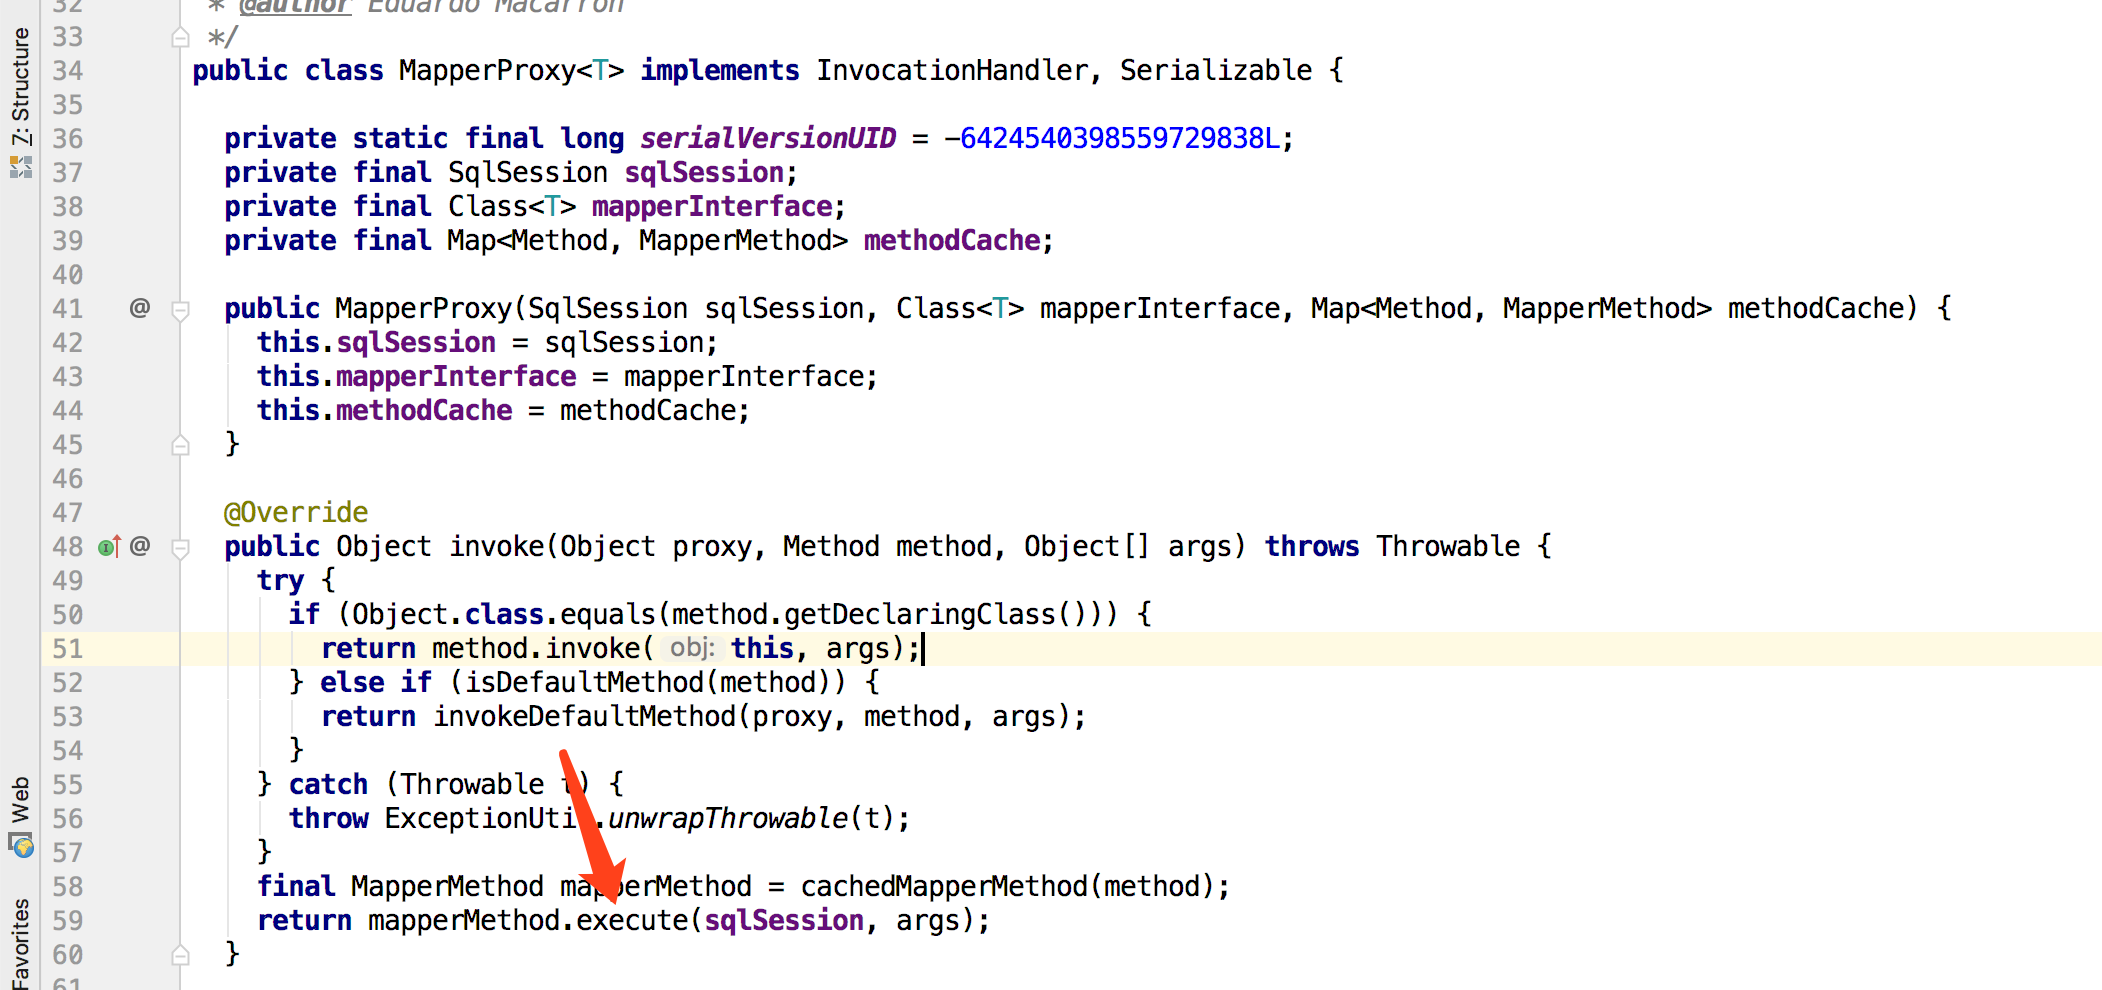 32 * @author Eduardo Macarron
33 */
34 public class MapperProxy<T> implements InvocationHandler, Serializable {
35
36 private static final long serialVersionUID = -6424540398559729838L;
37 private final SqlSession sqlSession;
38 private final Class<T> mapperInterface;
39 private final Map<Method, MapperMethod> methodCache;
40
41 @ public MapperProxy(SqlSession sqlSession, Class<T> mapperInterface, Map<Method, MapperMethod> methodCache) {
42 this.sqlSession = sqlSession;
43 this.mapperInterface = mapperInterface;
44 this.methodCache = methodCache;
45 }
46
47 @Override
48 @ public Object invoke(Object proxy, Method method, Object[] args) throws Throwable {
49 try {
50 if (Object.class.equals(method.getDeclaringClass())) {
51 return method.invoke( obj: this, args);
52 } else if (isDefaultMethod(method)) {
53 return invokeDefaultMethod(proxy, method, args);
54 }
55 } catch (Throwable t) {
56 throw ExceptionUtil.unwrapThrowable(t);
57 }
58 final MapperMethod mapperMethod = cachedMapperMethod(method);
59 return mapperMethod.execute(sqlSession, args);
60 }
61
7: Structure
Web
Favorites